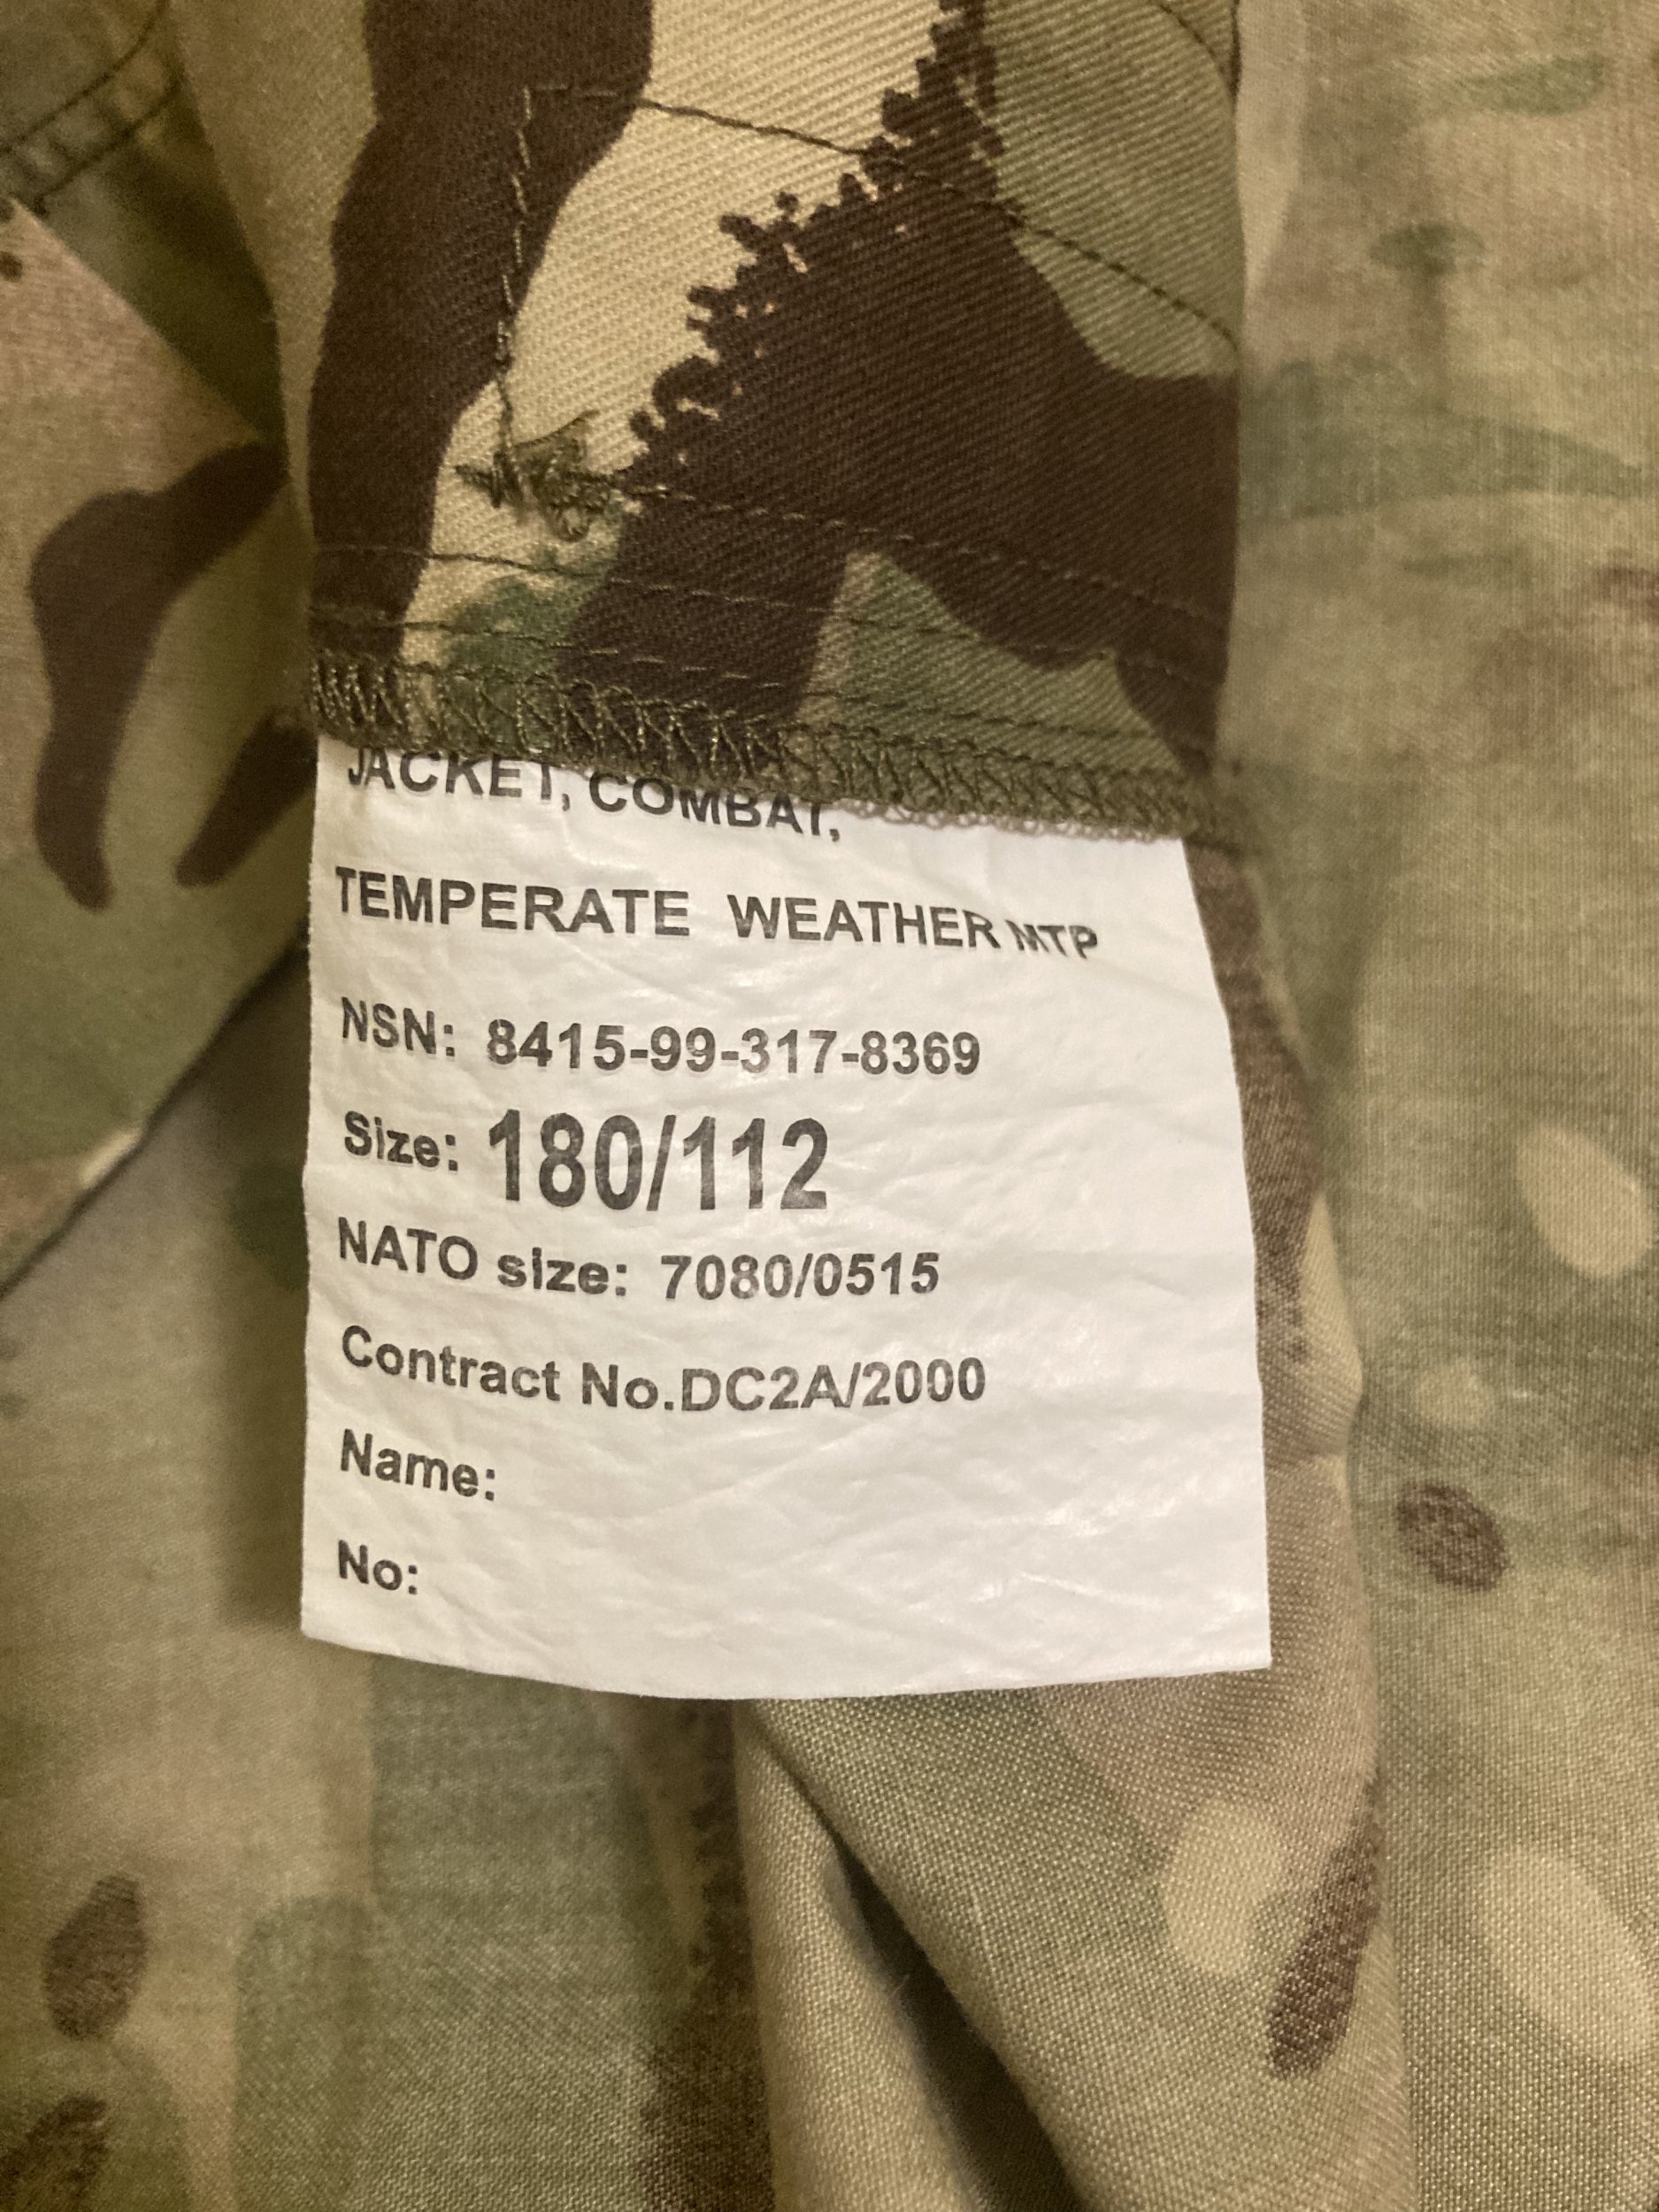 JACKET, COMBAT,
TEMPERATE WEATHER MTP
NSN: 8415-99-317-8369
Size: 180/112
NATO size: 7080/0515
Contract No.DC2A/2000
Name:
No: